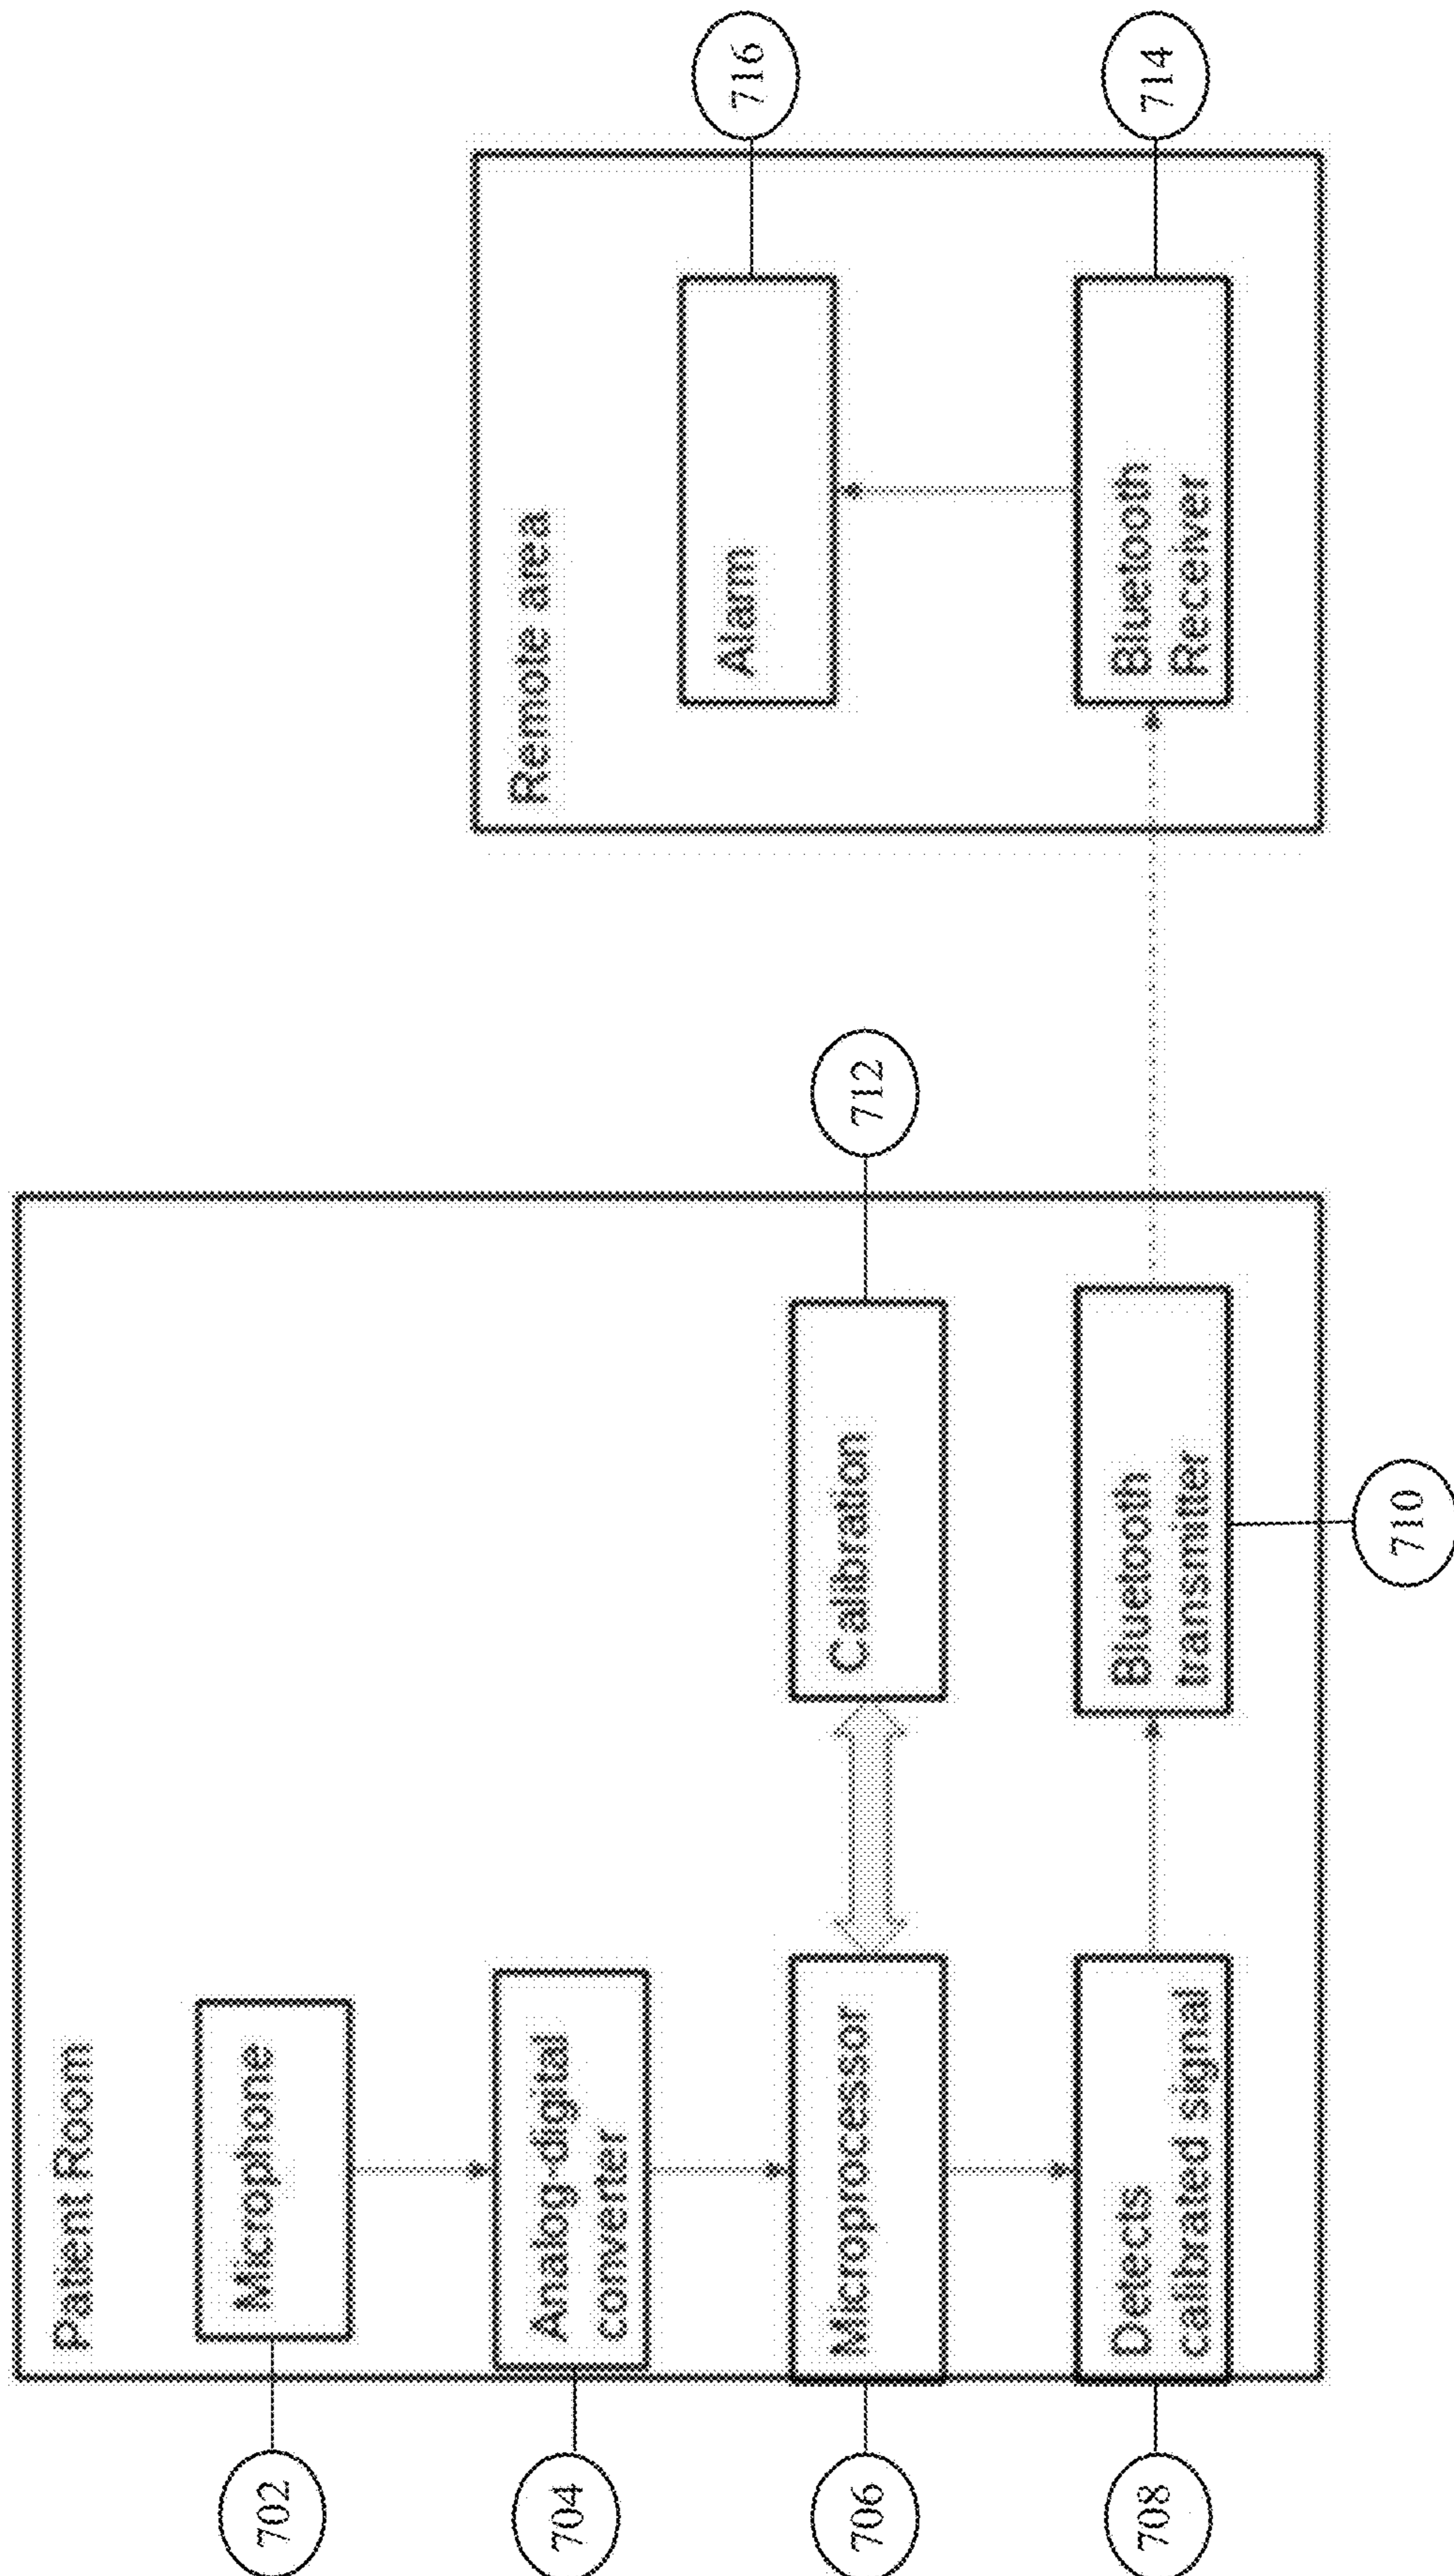 Patient Room
Microphone
702
Analog-digital
converter
704
Microprocessor
706
Calibration
712
Detects
calibrated signal
708
Bluetooth
transmitter
710
Remote area
Alarm
716
Bluetooth
Receiver
714